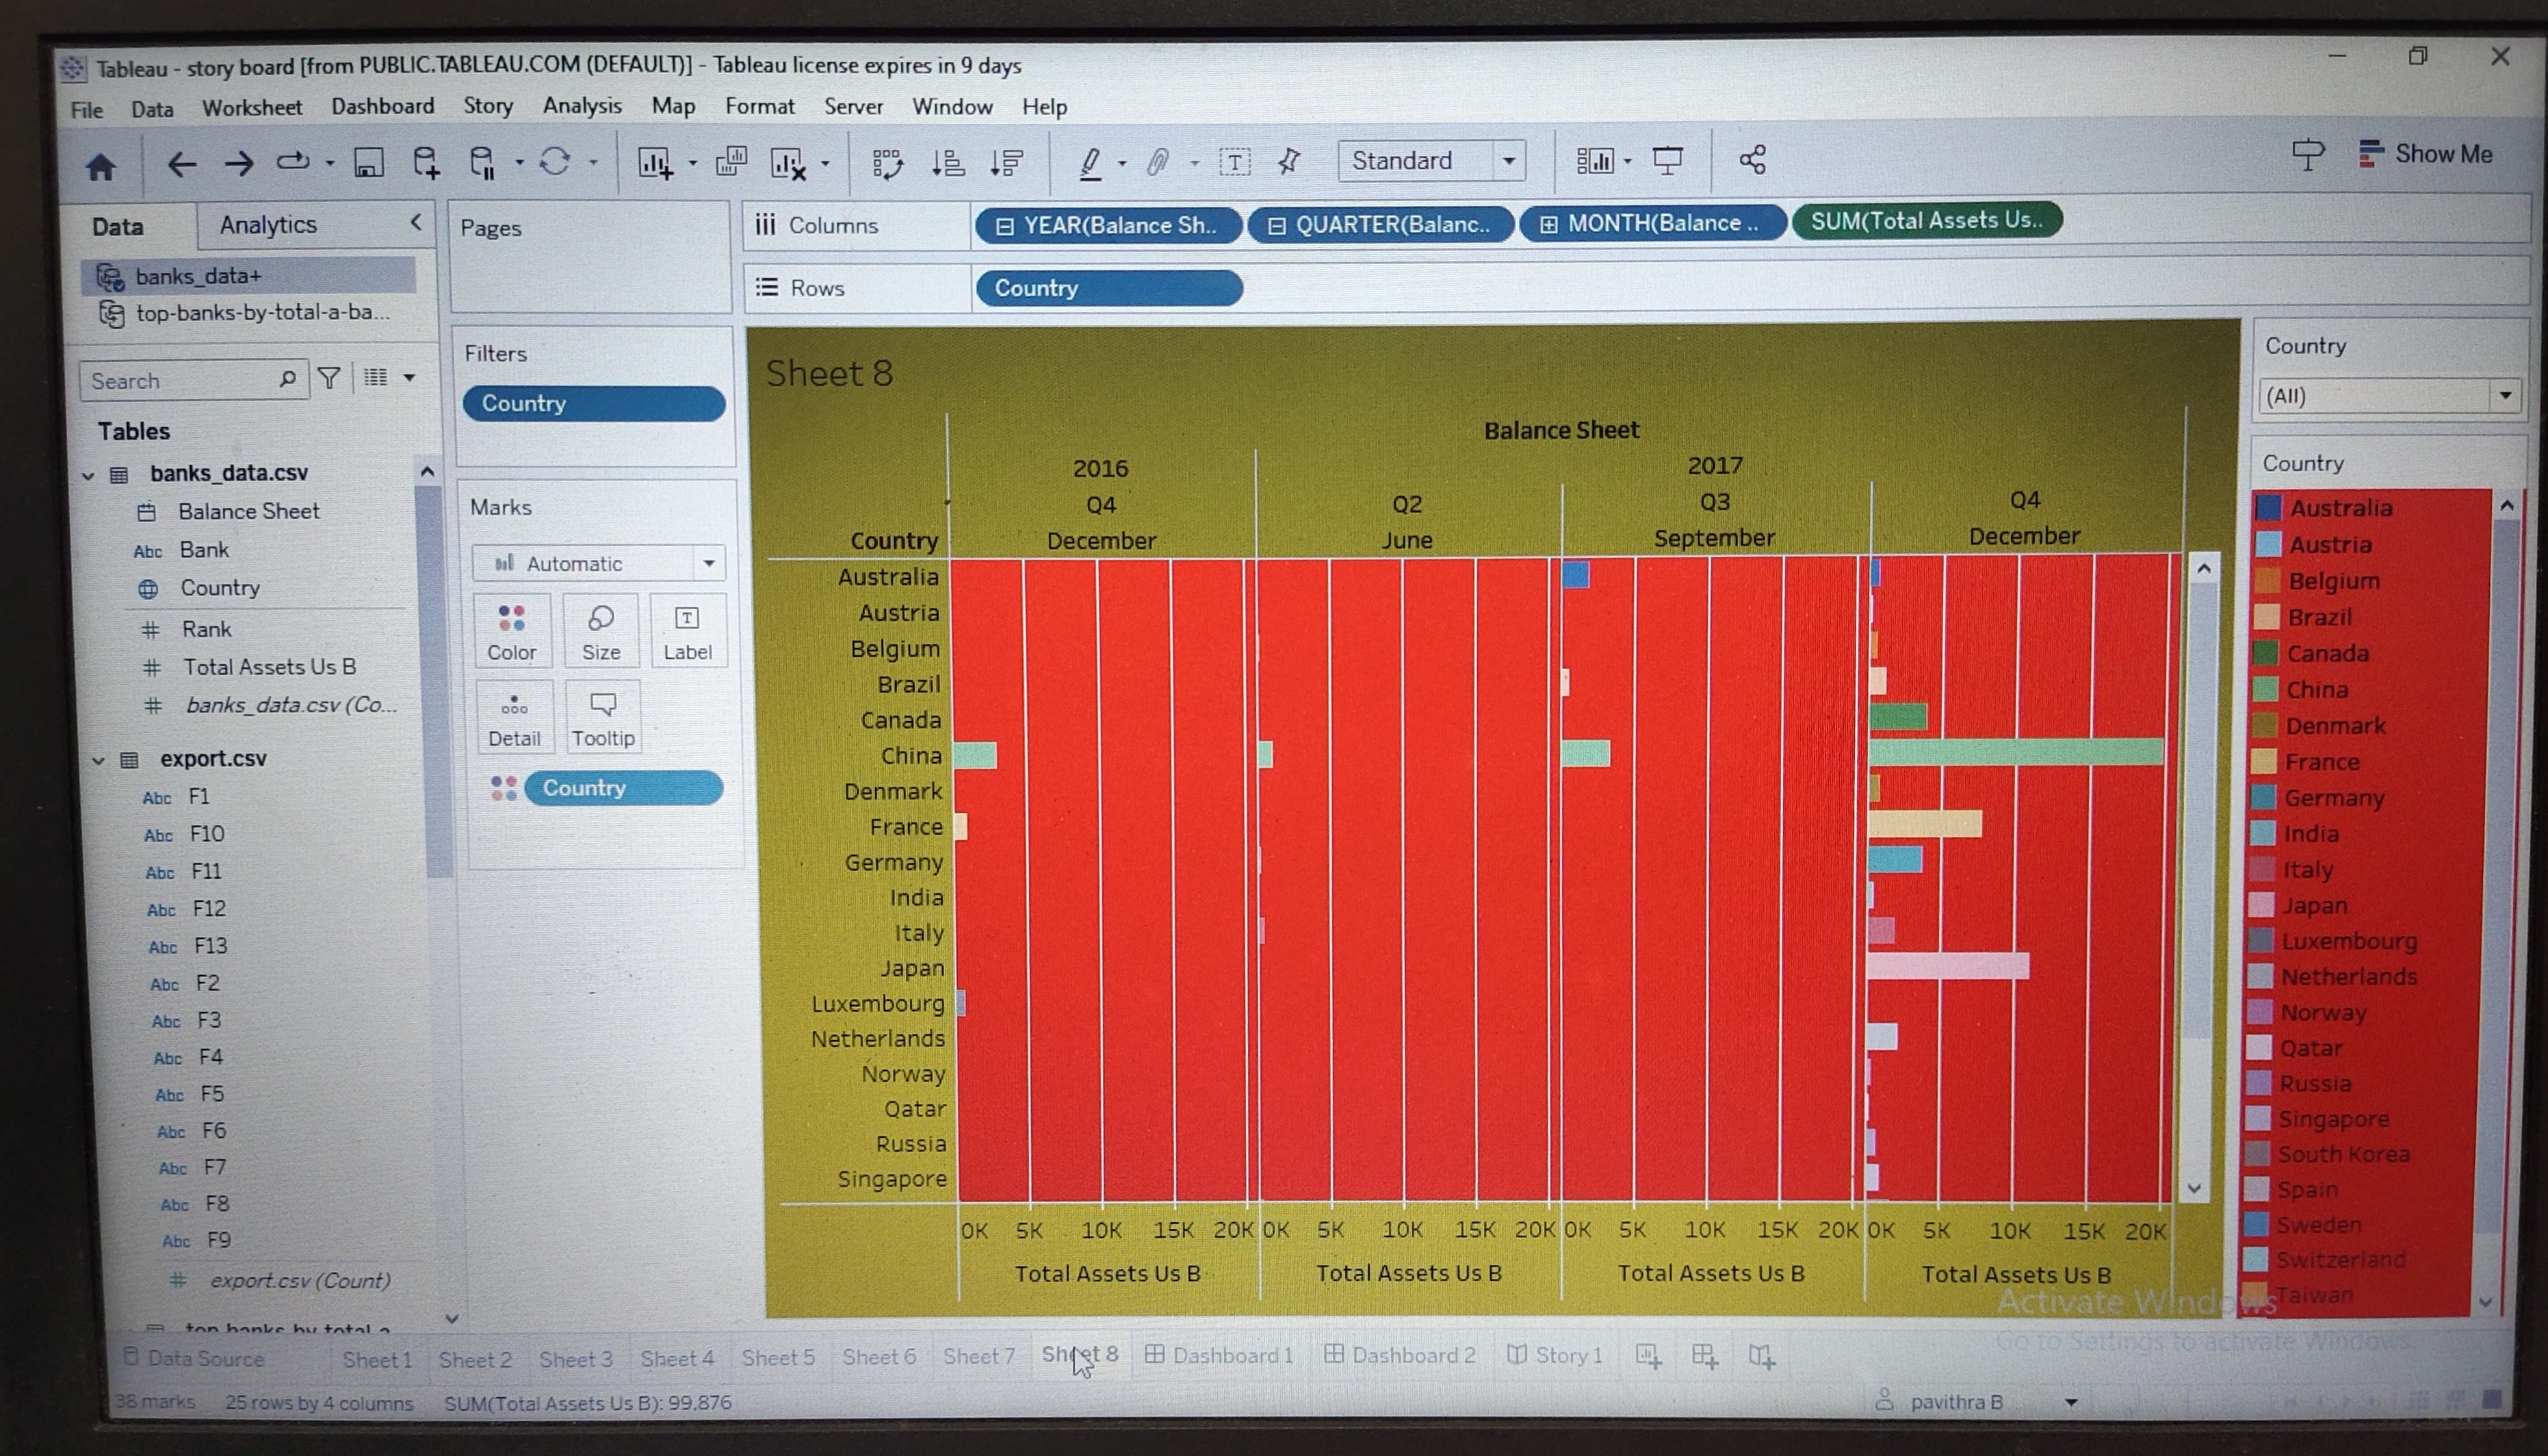 Tableau - story board [from PUBLIC.TABLEAU.COM (DEFAULT)] - Tableau license expires in 9 days
File Data Worksheet Dashboard Story Analysis Map Format Server Window Help
Standard Show Me
Data Analytics
banks_data+
top-banks-by-total-a-ba...
Search
Tables
banks_data.csv
Balance Sheet
Abc Bank
Country
# Rank
# Total Assets Us B
# banks_data.csv (Co...
export.csv
Abc F1
Abc F10
Abc F11
Abc F12
Abc F13
Abc F2
Abc F3
Abc F4
Abc F5
Abc F6
Abc F7
Abc F8
Abc F9
# export.csv (Count)
Pages
Filters
Country
Marks
Automatic
Color Size Label
Detail Tooltip
Country
Columns YEAR(Balance Sh.. QUARTER(Balanc.. MONTH(Balance .. SUM(Total Assets Us..
Rows Country
Sheet 8
Balance Sheet
2016 2017
Q4 Q2 Q3 Q4
Country December June September December
Australia
Austria
Belgium
Brazil
Canada
China
Denmark
France
Germany
India
Italy
Japan
Luxembourg
Netherlands
Norway
Qatar
Russia
Singapore
0K 5K 10K 15K 20K 0K 5K 10K 15K 20K 0K 5K 10K 15K 20K 0K 5K 10K 15K 20K
Total Assets Us B Total Assets Us B Total Assets Us B Total Assets Us B
Country
(All)
Country
Australia
Austria
Belgium
Brazil
Canada
China
Denmark
France
Germany
India
Italy
Japan
Luxembourg
Netherlands
Norway
Qatar
Russia
Singapore
South Korea
Spain
Sweden
Switzerland
Taiwan
Activate Windows
Go to Settings to activate Windows.
Data Source Sheet 1 Sheet 2 Sheet 3 Sheet 4 Sheet 5 Sheet 6 Sheet 7 Sheet 8 Dashboard 1 Dashboard 2 Story 1
38 marks 25 rows by 4 columns SUM(Total Assets Us B): 99,876
pavithra B